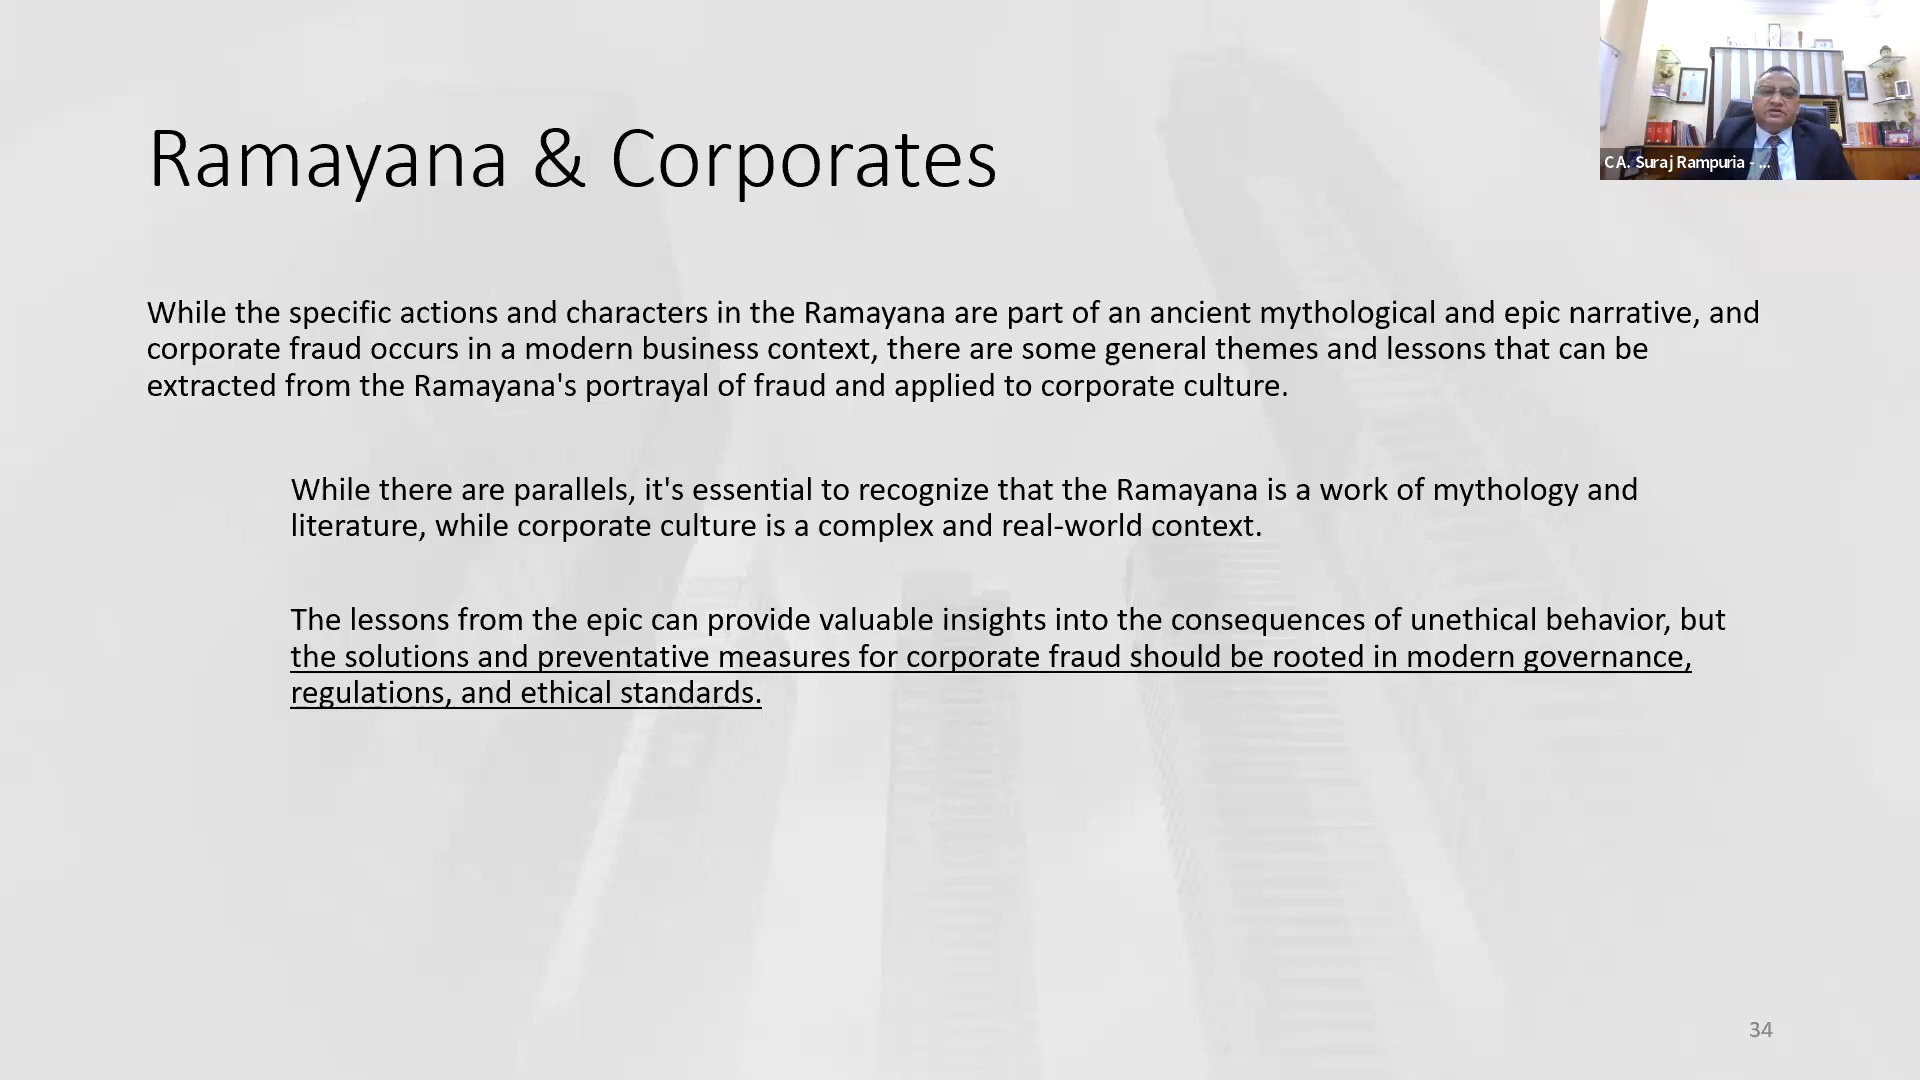 Ramayana & Corporates
C A. Suraj Rampuria - ...
While the specific actions and characters in the Ramayana are part of an ancient mythological and epic narrative, and
corporate fraud occurs in a modern business context, there are some general themes and lessons that can be
extracted from the Ramayana's portrayal of fraud and applied to corporate culture.
While there are parallels, it's essential to recognize that the Ramayana is a work of mythology and
literature, while corporate culture is a complex and real-world context.
The lessons from the epic can provide valuable insights into the consequences of unethical behavior, but
the solutions and preventative measures for corporate fraud should be rooted in modern governance,
regulations, and ethical standards.
34